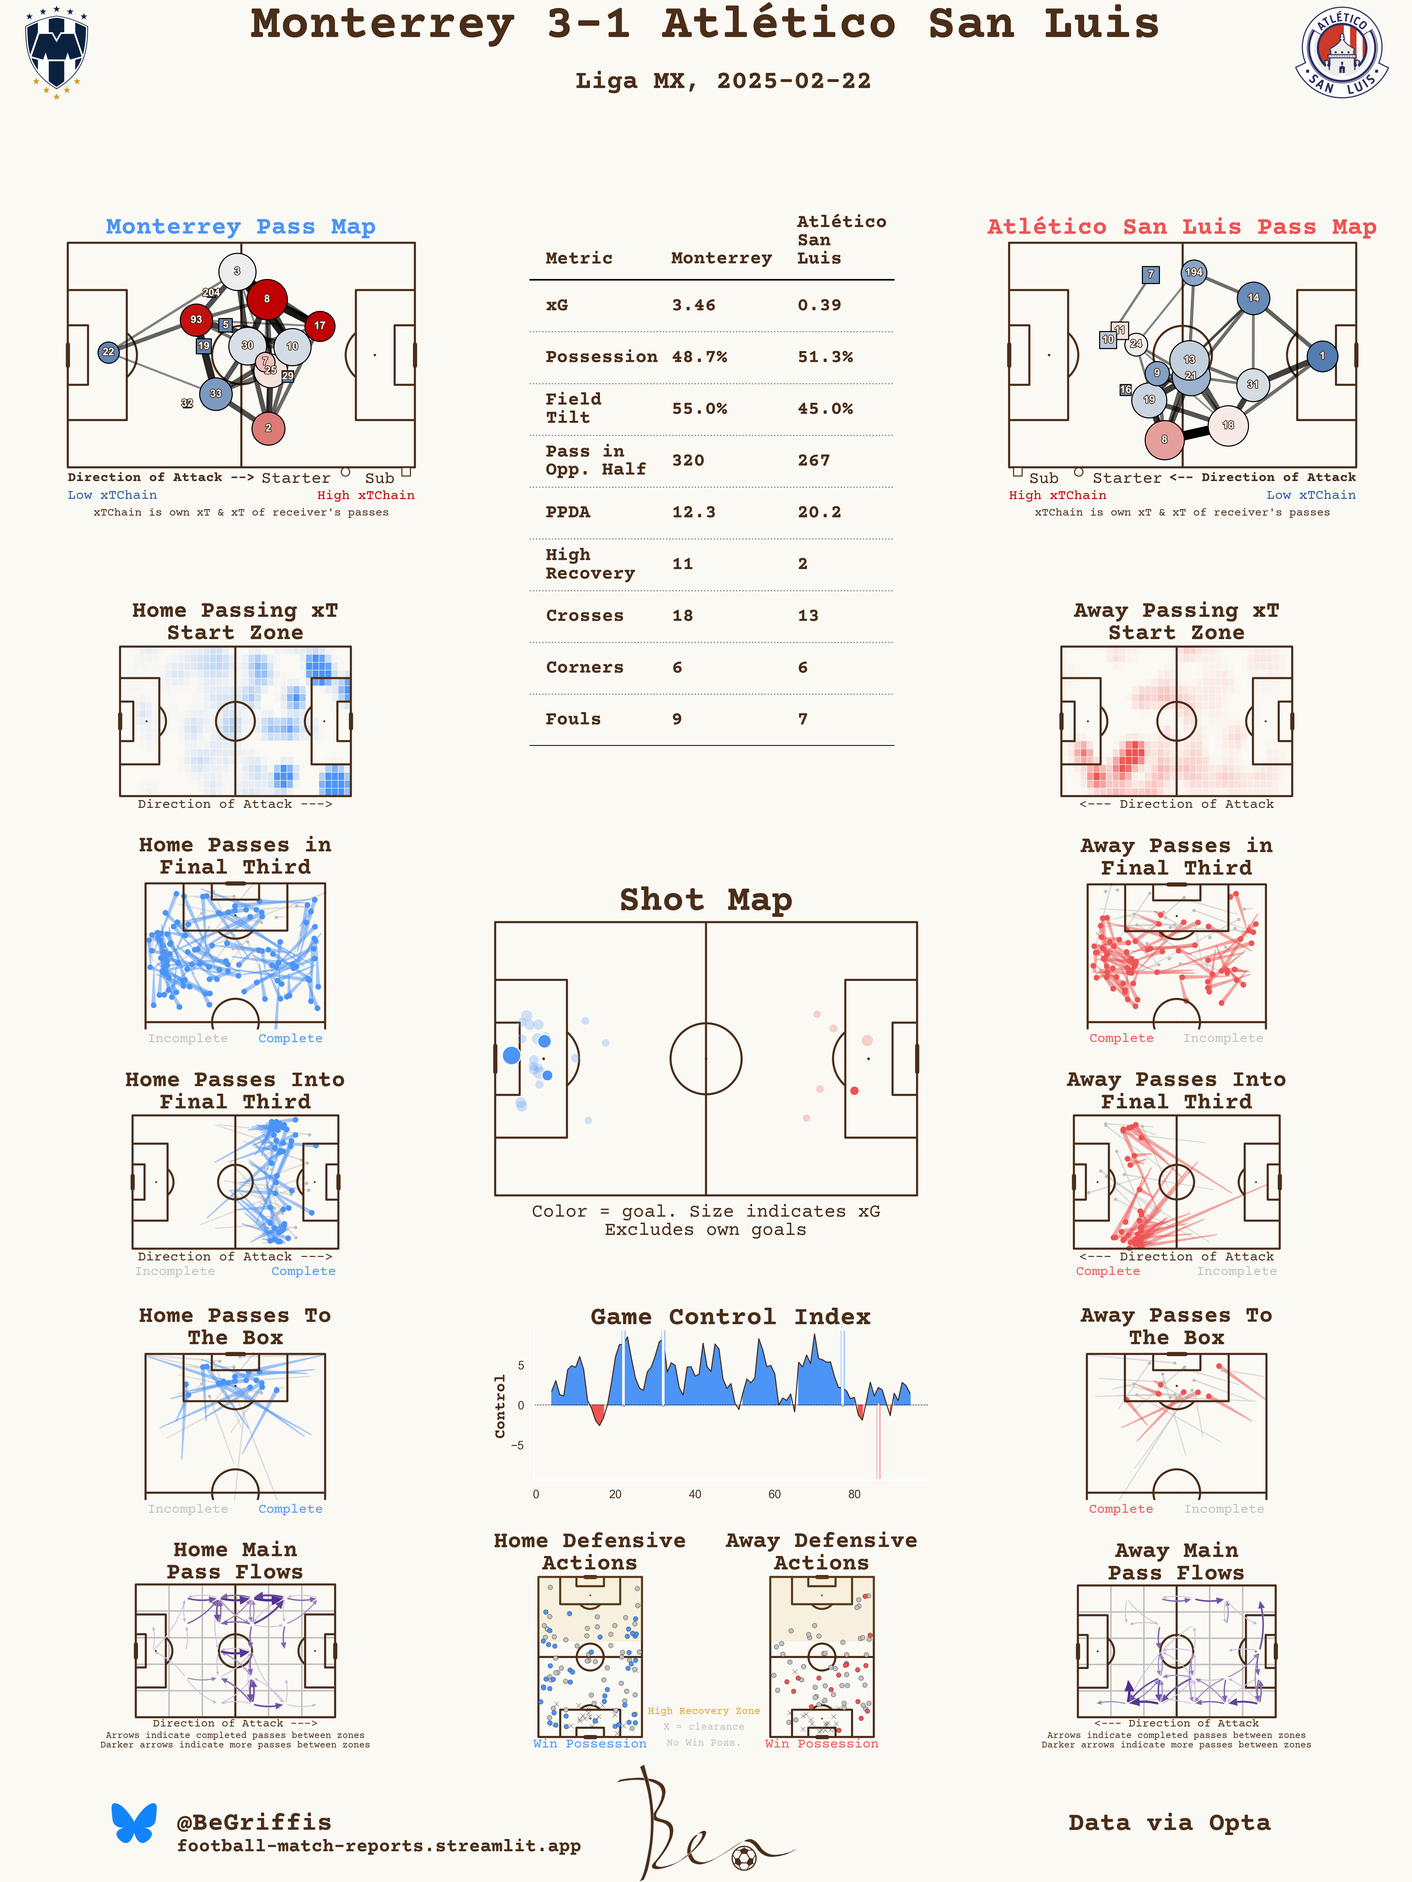 Monterrey 3-1 Atlético San Luis
Liga MX, 2025-02-22
ATLÉTICO
SAN LUIS
Monterrey Pass Map
3
204
8
93
5
17
19
30
10
22
7
25
29
33
32
2
Direction of Attack --> Starter Sub
Low xTChain High xTChain
xTChain is own xT & xT of receiver's passes
Metric Monterrey Atlético
San
Luis
xG 3.46 0.39
Possession 48.7% 51.3%
Field
Tilt 55.0% 45.0%
Pass in
Opp. Half 320 267
PPDA 12.3 20.2
High
Recovery 11 2
Crosses 18 13
Corners 6 6
Fouls 9 7
Atlético San Luis Pass Map
7
194
14
11
10
24
13
1
9
21
16
31
19
18
8
Sub Starter <-- Direction of Attack
High xTChain Low xTChain
xTChain is own xT & xT of receiver's passes
Home Passing xT
Start Zone
Direction of Attack --->
Away Passing xT
Start Zone
<--- Direction of Attack
Home Passes in
Final Third
Incomplete Complete
Away Passes in
Final Third
Complete Incomplete
Shot Map
Color = goal. Size indicates xG
Excludes own goals
Home Passes Into
Final Third
Direction of Attack --->
Incomplete Complete
Away Passes Into
Final Third
<--- Direction of Attack
Complete Incomplete
Home Passes To
The Box
Incomplete Complete
Game Control Index
Control
5
0
−5
0 20 40 60 80
Away Passes To
The Box
Complete Incomplete
Home Main
Pass Flows
Direction of Attack --->
Arrows indicate completed passes between zones
Darker arrows indicate more passes between zones
Home Defensive
Actions
Win Possession
High Recovery Zone
X = clearance
No Win Poss.
Away Defensive
Actions
Win Possession
Away Main
Pass Flows
<--- Direction of Attack
Arrows indicate completed passes between zones
Darker arrows indicate more passes between zones
@BeGriffis
football-match-reports.streamlit.app
Ben
Data via Opta